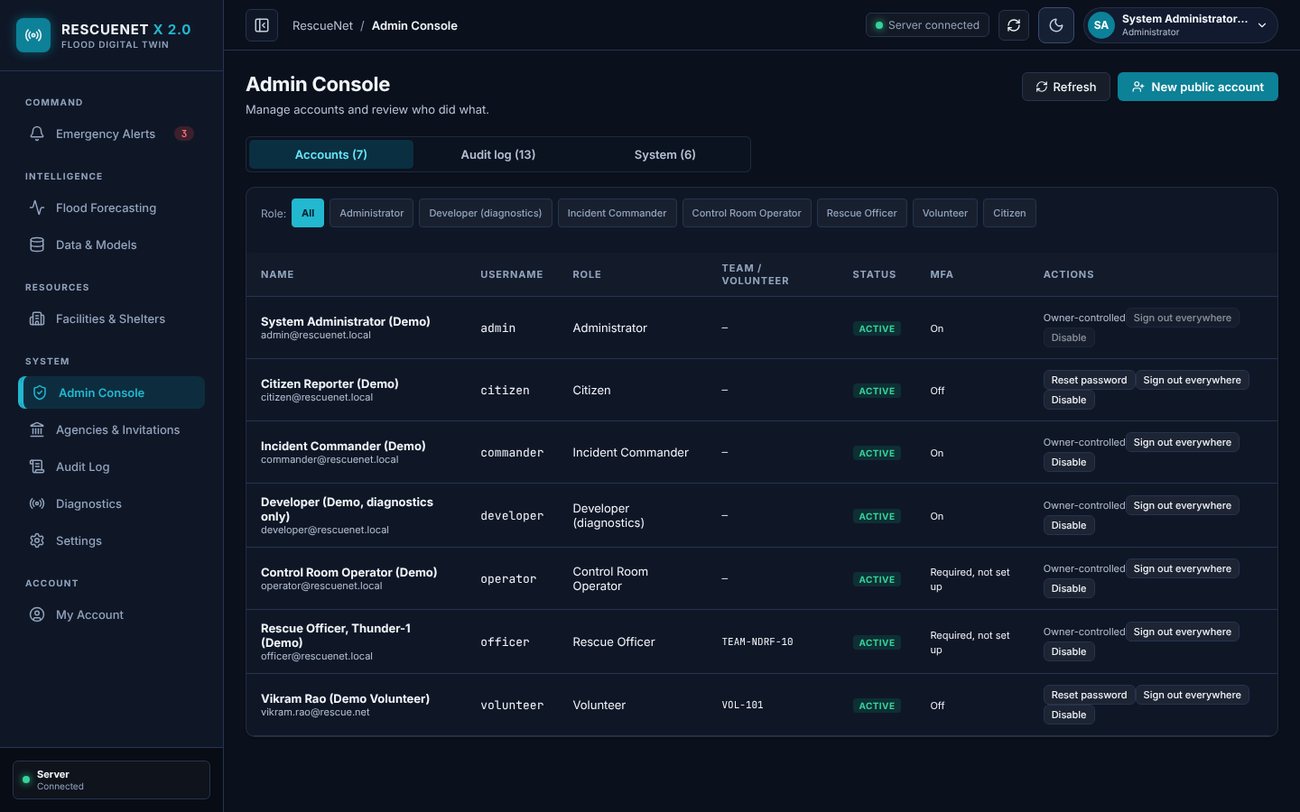 RESCUENET X 2.0
FLOOD DIGITAL TWIN
COMMAND
Emergency Alerts 3
INTELLIGENCE
Flood Forecasting
Data & Models
RESOURCES
Facilities & Shelters
SYSTEM
Admin Console
Agencies & Invitations
Audit Log
Diagnostics
Settings
ACCOUNT
My Account
Server
Connected
RescueNet / Admin Console
Server connected
SA
System Administrator...
Administrator
Admin Console
Manage accounts and review who did what.
Refresh
New public account
Accounts (7) Audit log (13) System (6)
Role: All Administrator Developer (diagnostics) Incident Commander Control Room Operator Rescue Officer Volunteer Citizen
NAME USERNAME ROLE TEAM / VOLUNTEER STATUS MFA ACTIONS
System Administrator (Demo)
admin@rescuenet.local
admin Administrator – ACTIVE On
Owner-controlled Sign out everywhere
Disable
Citizen Reporter (Demo)
citizen@rescuenet.local
citizen Citizen – ACTIVE Off
Reset password Sign out everywhere
Disable
Incident Commander (Demo)
commander@rescuenet.local
commander Incident Commander – ACTIVE On
Owner-controlled Sign out everywhere
Disable
Developer (Demo, diagnostics
only)
developer@rescuenet.local
developer Developer (diagnostics) – ACTIVE On
Owner-controlled Sign out everywhere
Disable
Control Room Operator (Demo)
operator@rescuenet.local
operator Control Room Operator – ACTIVE Required, not set up
Owner-controlled Sign out everywhere
Disable
Rescue Officer, Thunder-1
(Demo)
officer@rescuenet.local
officer Rescue Officer TEAM-NDRF-10 ACTIVE Required, not set up
Owner-controlled Sign out everywhere
Disable
Vikram Rao (Demo Volunteer)
vikram.rao@rescue.net
volunteer Volunteer VOL-101 ACTIVE Off
Reset password Sign out everywhere
Disable